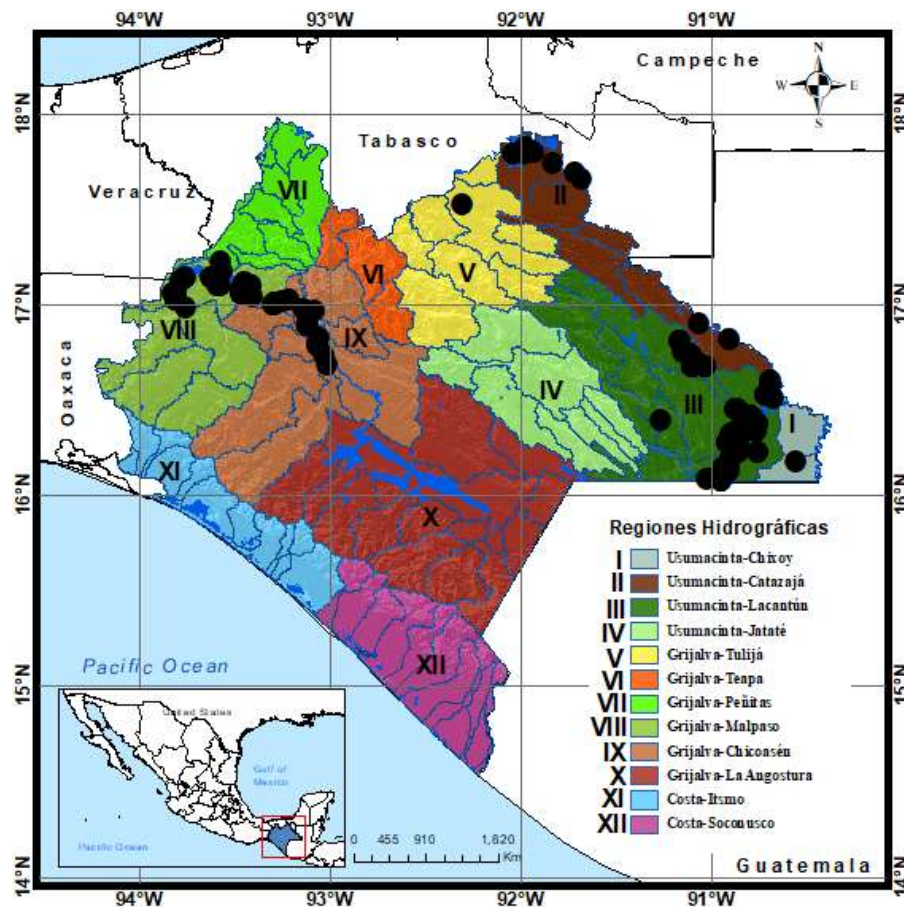 94°W 93°W 92°W 91°W
18°N
17°N
16°N
15°N
14°N
18°N
17°N
16°N
15°N
14°N
N
W E
S
Campeche
Tabasco
Veracruz
Oaxaca
Guatemala
Pacific Ocean
VII
II
VI
V
VIII
IX
IV
III
I
XI
X
XII
Regiones Hidrográficas
I Usumacinta-Chixoy
II Usumacinta-Catazajá
III Usumacinta-Lacantún
IV Usumacinta-Jataté
V Grijalva-Tulijá
VI Grijalva-Teapa
VII Grijalva-Peñitas
VIII Grijalva-Malpaso
IX Grijalva-Chicoasén
X Grijalva-La Angostura
XI Costa-Itsmo
XII Costa-Soconusco
United States
Gulf of
Mexico
Pacific Ocean
0 455 910 1,820
Km
94°W 93°W 92°W 91°W